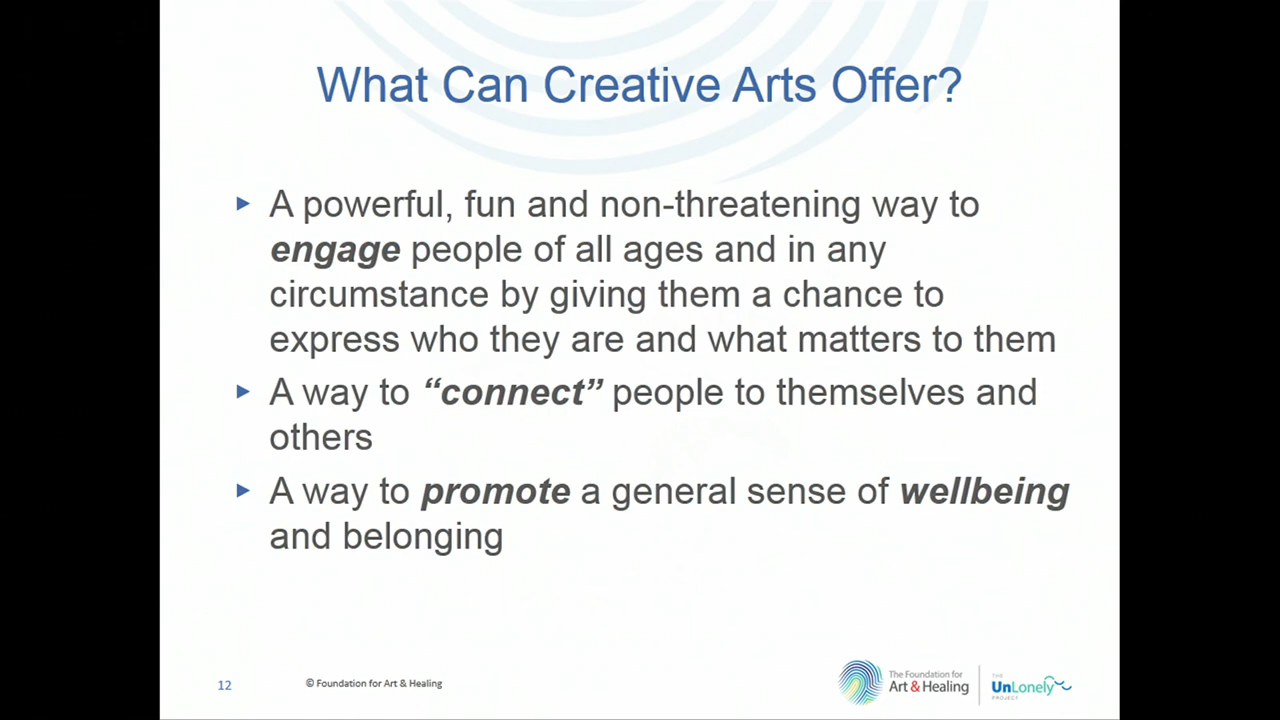 What Can Creative Arts Offer?
▸ A powerful, fun and non-threatening way to
engage people of all ages and in any
circumstance by giving them a chance to
express who they are and what matters to them
▸ A way to “connect” people to themselves and
others
▸ A way to promote a general sense of wellbeing
and belonging
12
© Foundation for Art & Healing
The Foundation for
Art & Healing
THE
UnLonely
PROJECT